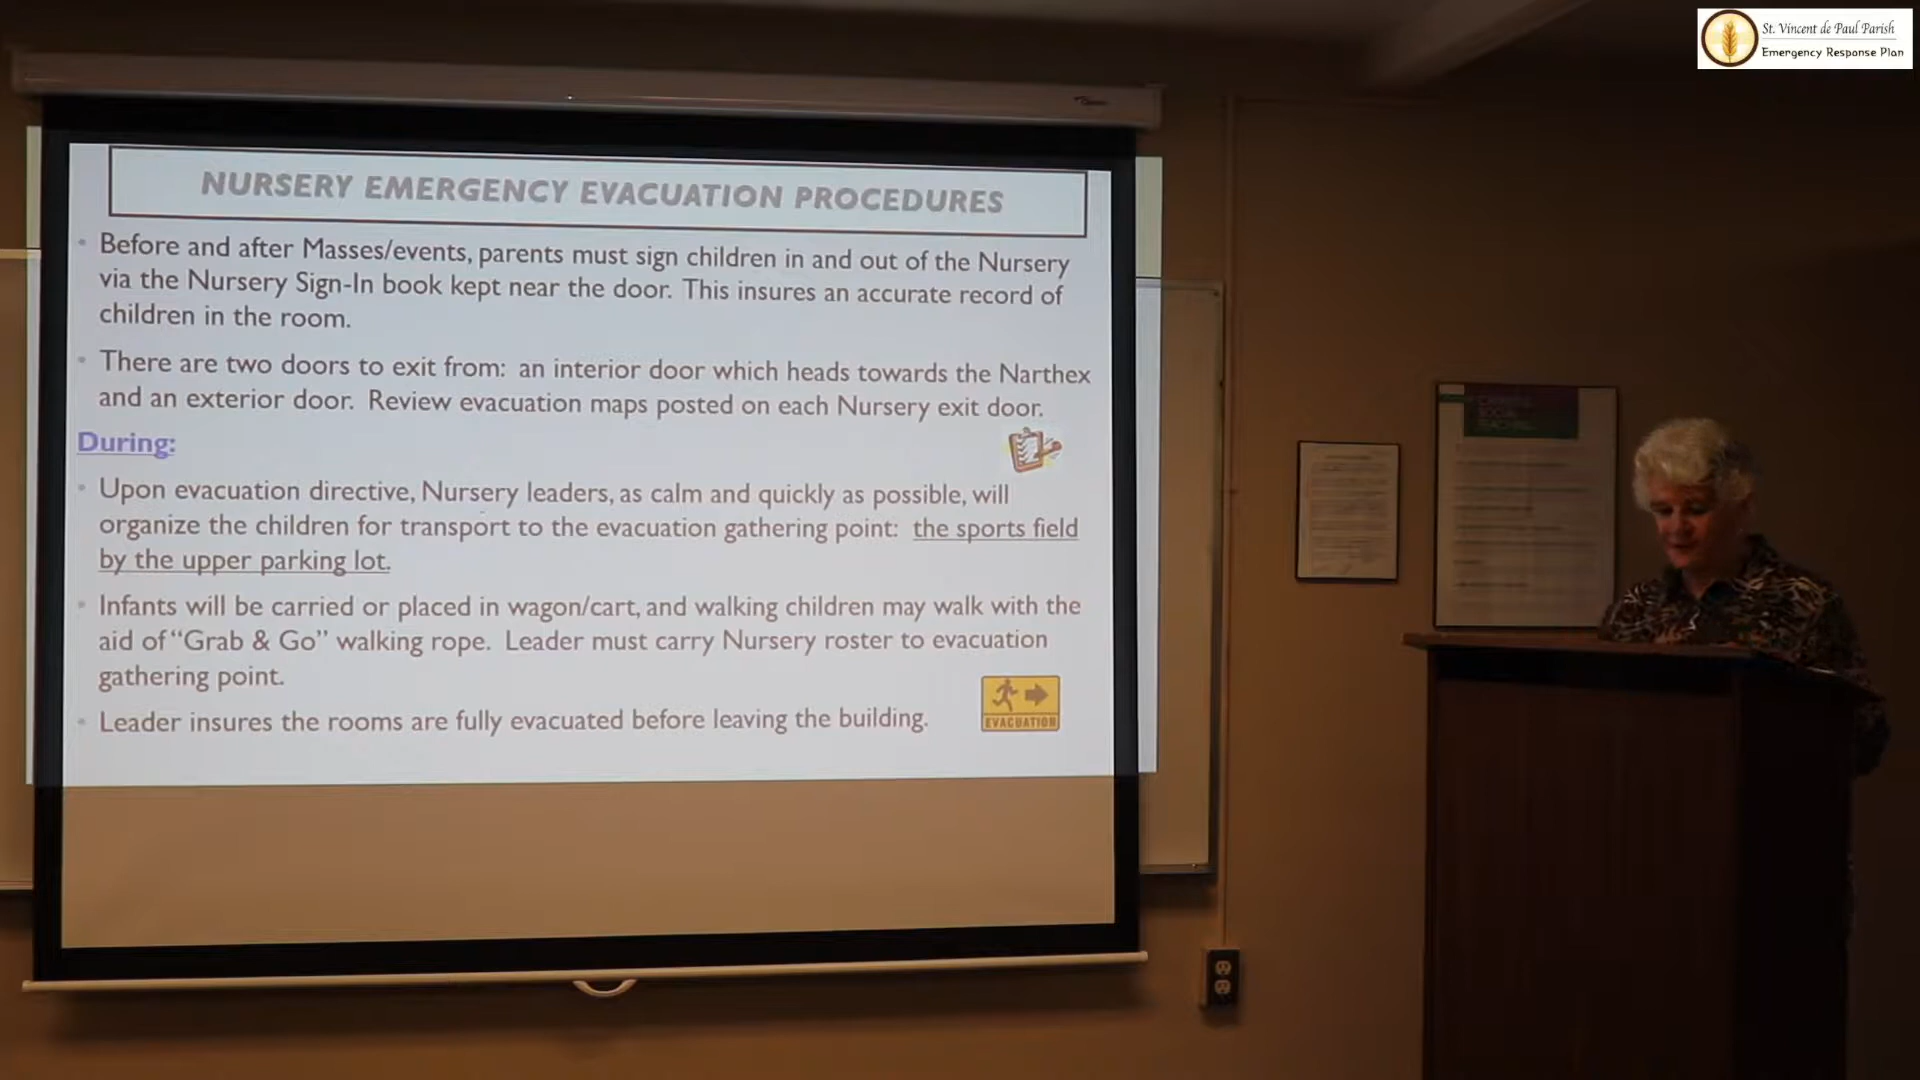 St. Vincent de Paul Parish
Emergency Response Plan
NURSERY EMERGENCY EVACUATION PROCEDURES
• Before and after Masses/events, parents must sign children in and out of the Nursery
via the Nursery Sign-In book kept near the door. This insures an accurate record of
children in the room.
• There are two doors to exit from: an interior door which heads towards the Narthex
and an exterior door. Review evacuation maps posted on each Nursery exit door.
During:
• Upon evacuation directive, Nursery leaders, as calm and quickly as possible, will
organize the children for transport to the evacuation gathering point: the sports field
by the upper parking lot.
• Infants will be carried or placed in wagon/cart, and walking children may walk with the
aid of “Grab & Go” walking rope. Leader must carry Nursery roster to evacuation
gathering point.
• Leader insures the rooms are fully evacuated before leaving the building.
EVACUATION